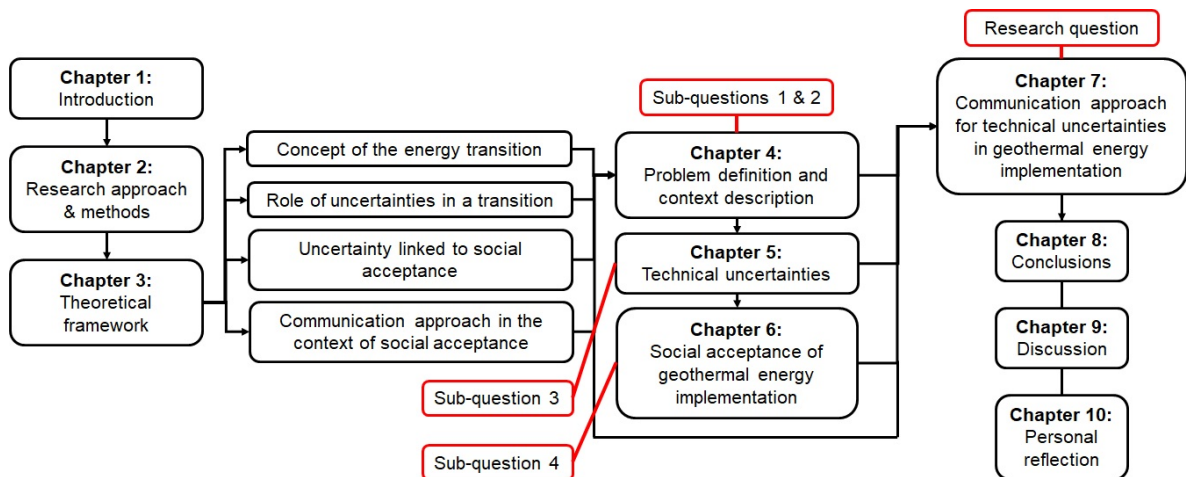 Chapter 1:
Introduction
Chapter 2:
Research approach
& methods
Chapter 3:
Theoretical
framework
Concept of the energy transition
Role of uncertainties in a transition
Uncertainty linked to social
acceptance
Communication approach in the
context of social acceptance
Sub-question 3
Sub-question 4
Sub-questions 1 & 2
Chapter 4:
Problem definition and
context description
Chapter 5:
Technical uncertainties
Chapter 6:
Social acceptance of
geothermal energy
implementation
Research question
Chapter 7:
Communication approach
for technical uncertainties
in geothermal energy
implementation
Chapter 8:
Conclusions
Chapter 9:
Discussion
Chapter 10:
Personal
reflection